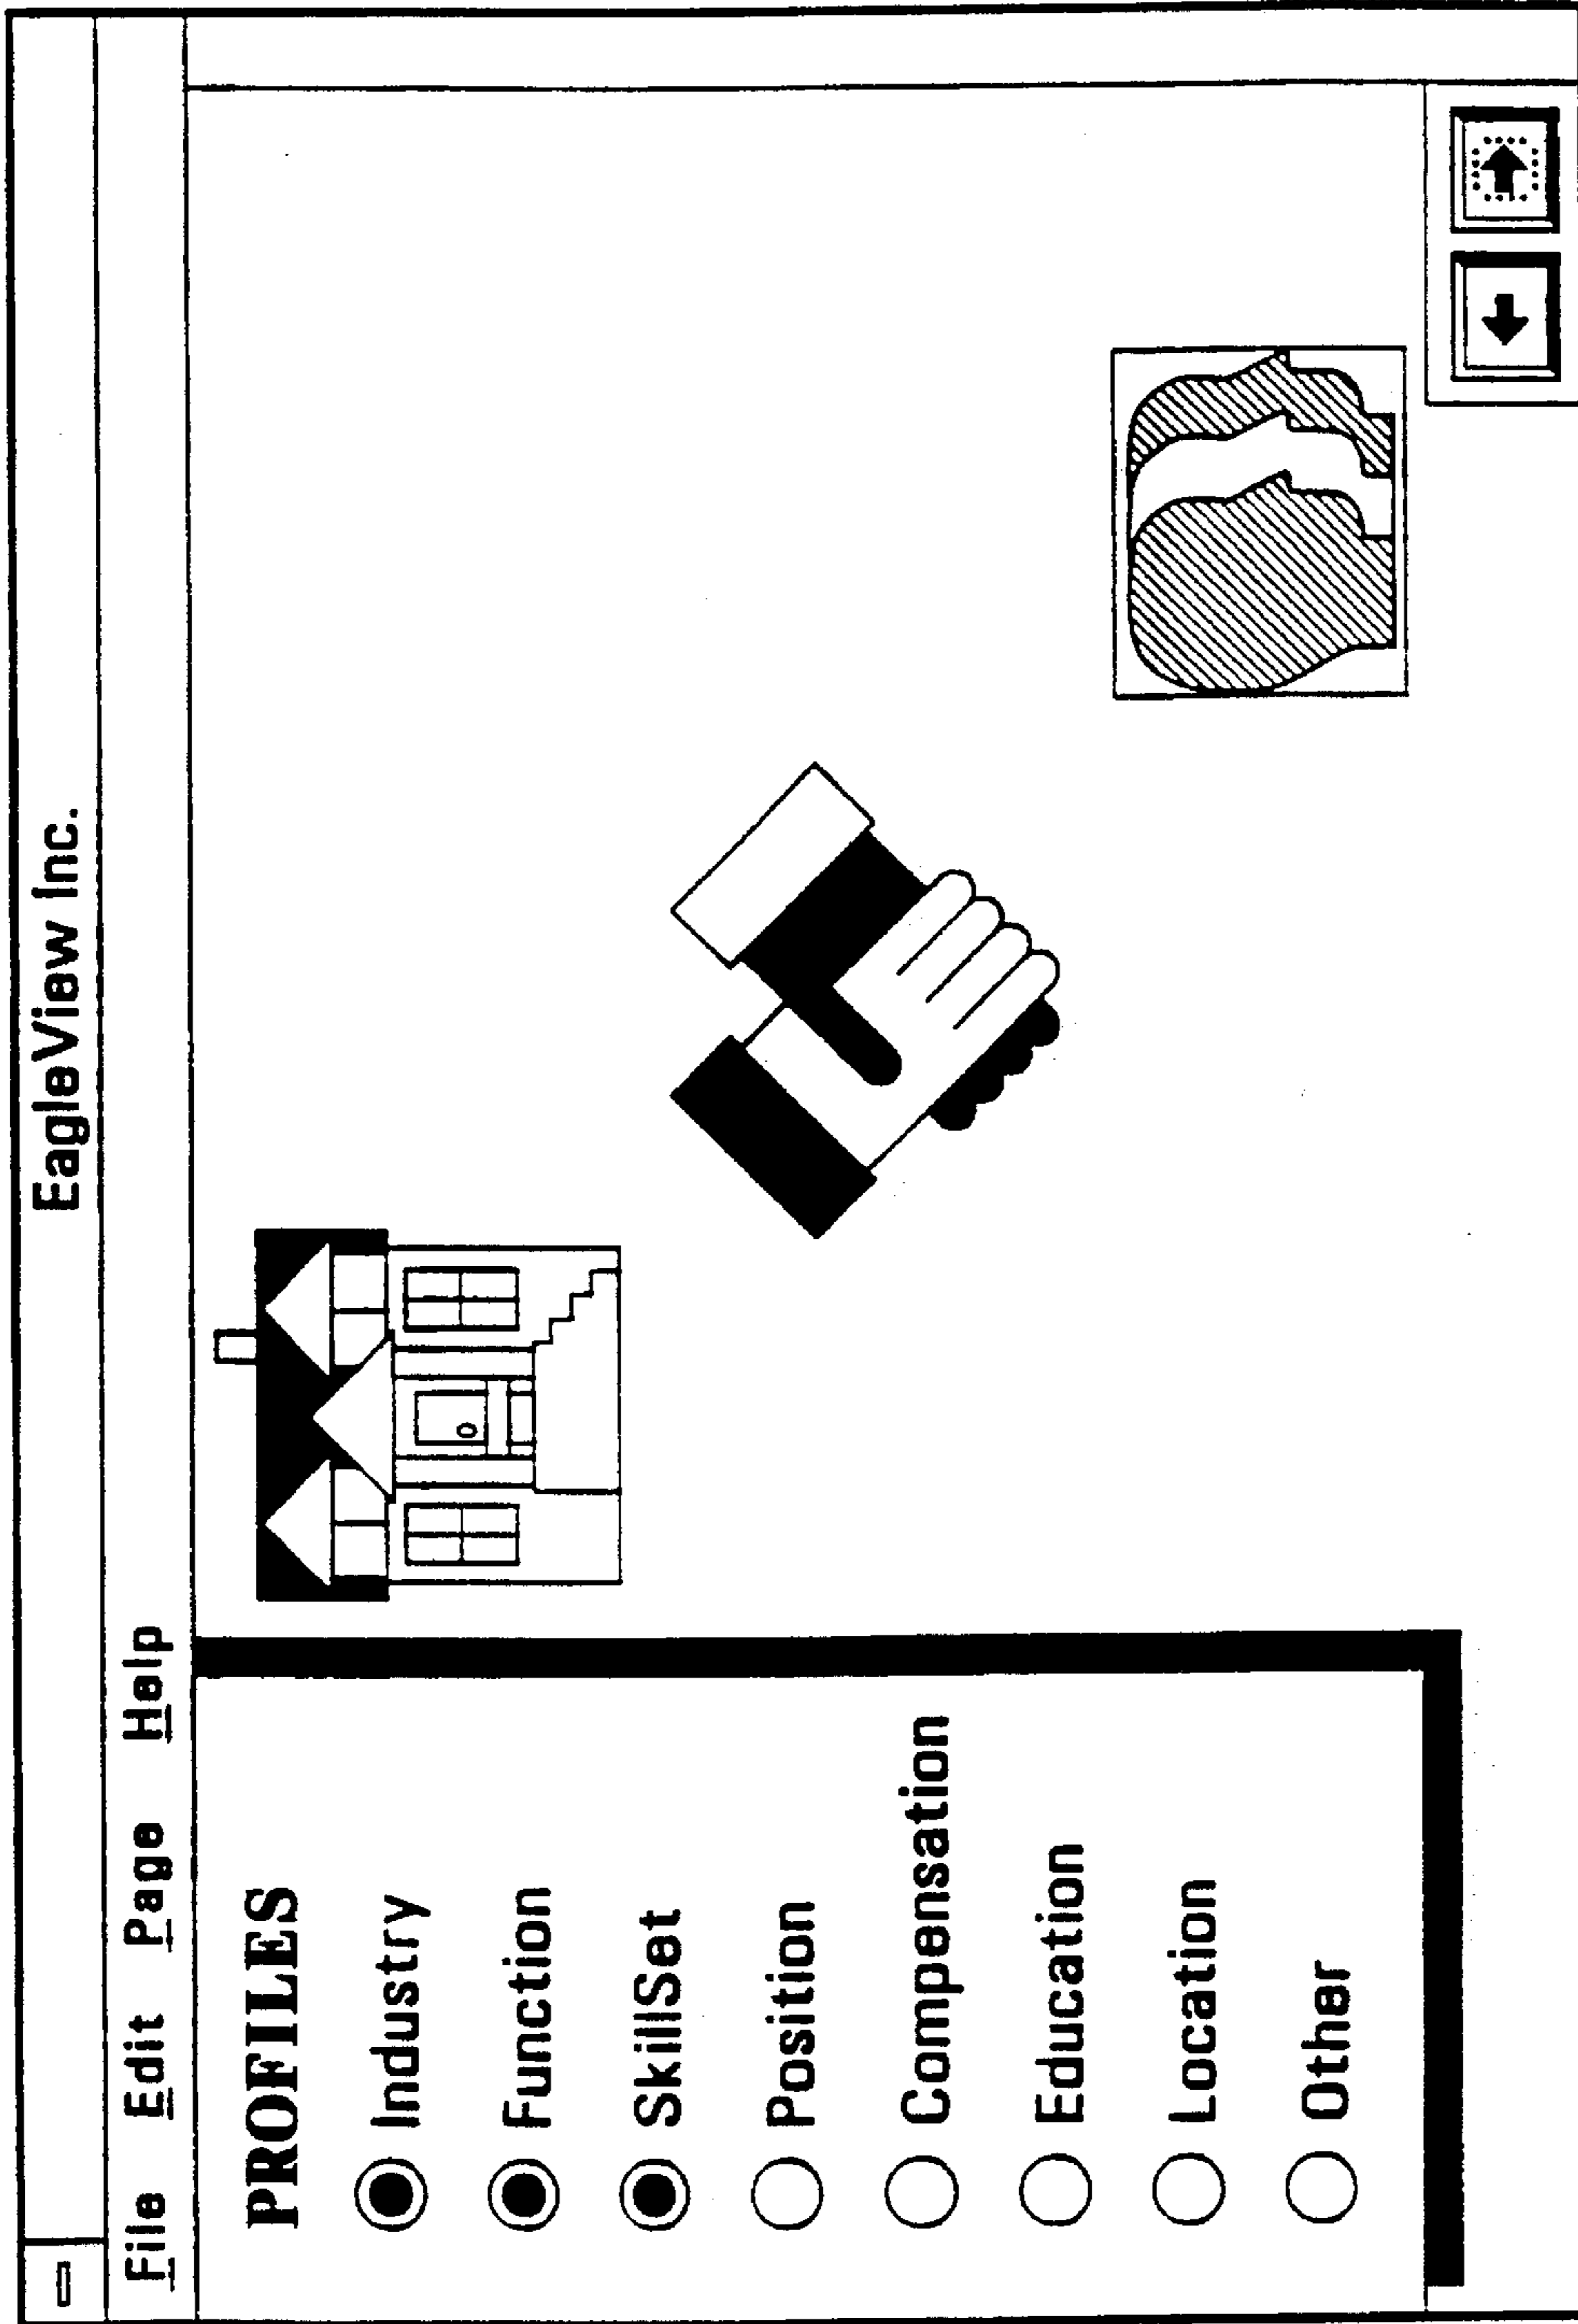 EagleView Inc.
File Edit Page Help
PROFILES
Industry
Function
SkillSet
Position
Compensation
Education
Location
Other